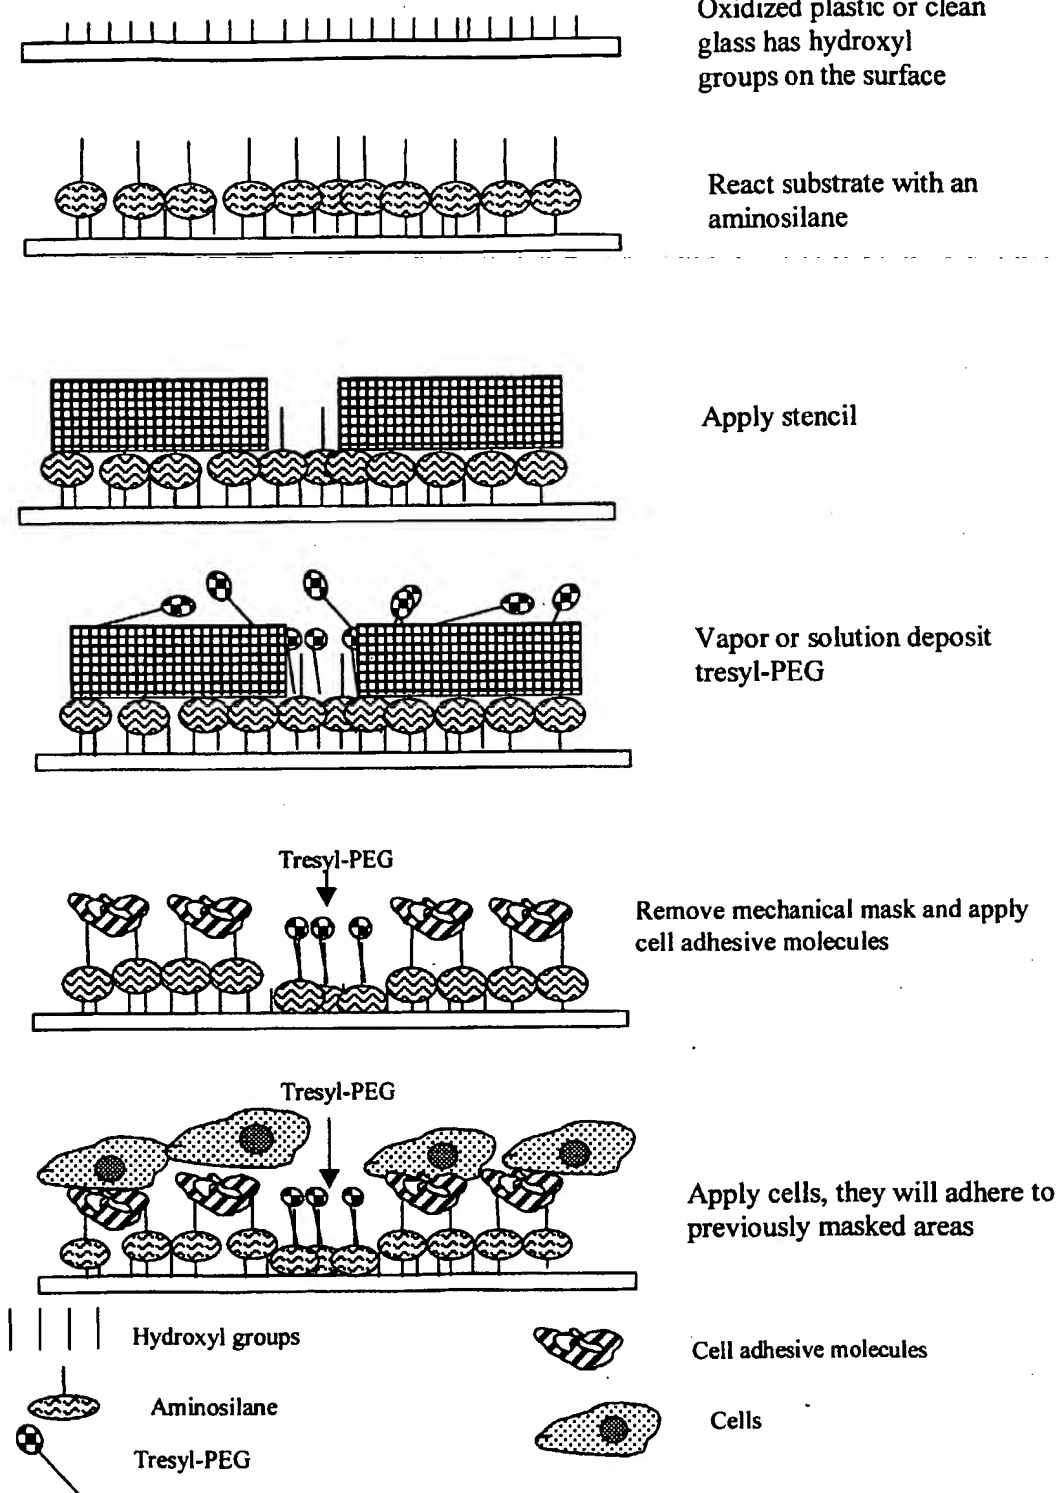 Oxidized plastic or clean
glass has hydroxyl
groups on the surface
React substrate with an
aminosilane
Apply stencil
Vapor or solution deposit
tresyl-PEG
Tresyl-PEG
Remove mechanical mask and apply
cell adhesive molecules
Tresyl-PEG
Apply cells, they will adhere to
previously masked areas
Hydroxyl groups
Cell adhesive molecules
Aminosilane
Cells
Tresyl-PEG